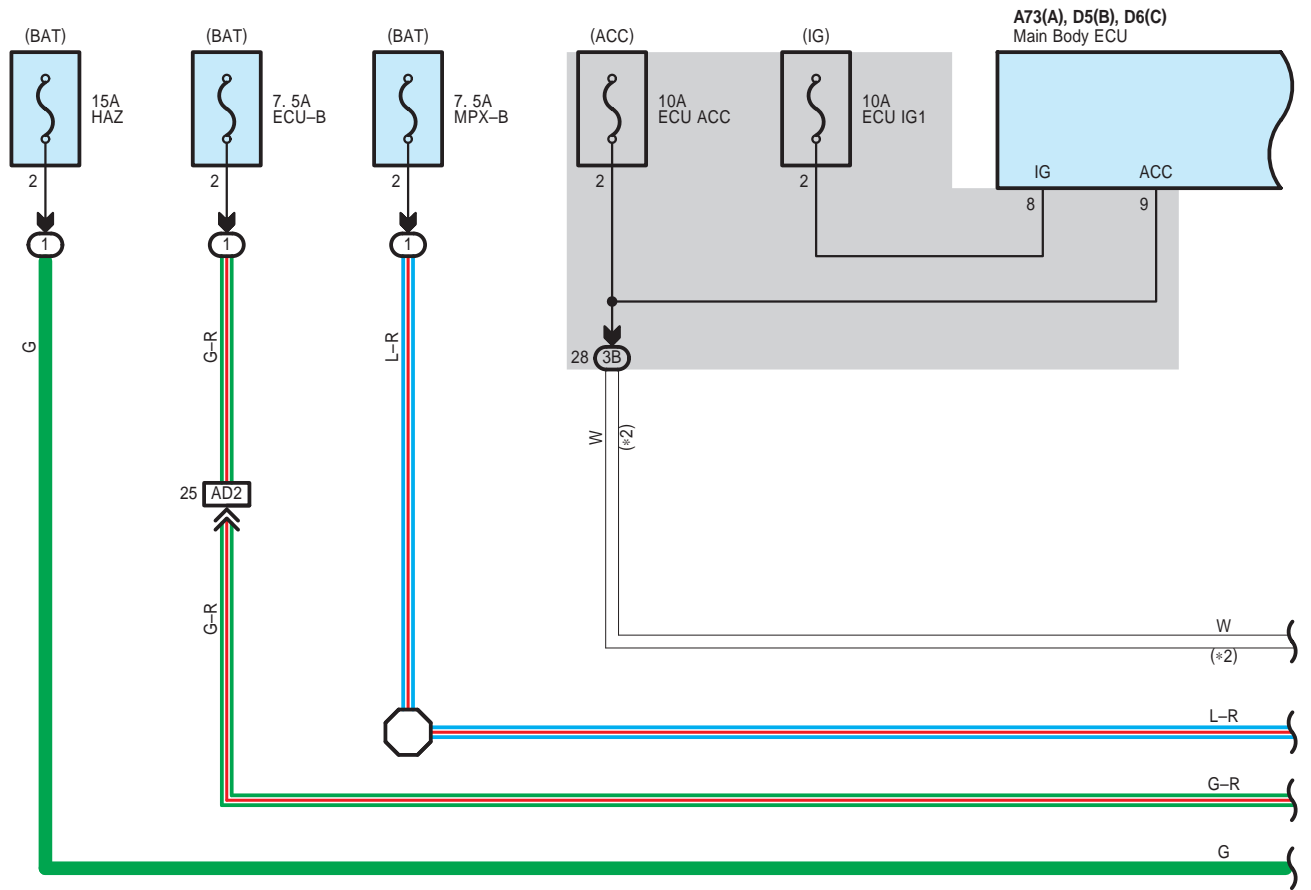 A73(A), D5(B), D6(C)
Main Body ECU
(BAT)
(BAT)
(BAT)
(ACC)
(IG)
15A
HAZ
7. 5A
ECU–B
7. 5A
MPX–B
10A
ECU ACC
10A
ECU IG1
IG
ACC
2
2
2
2
2
8
9
1
1
1
G
G–R
L–R
28
3B
W
(*2)
25
AD2
G–R
W
(*2)
L–R
G–R
G